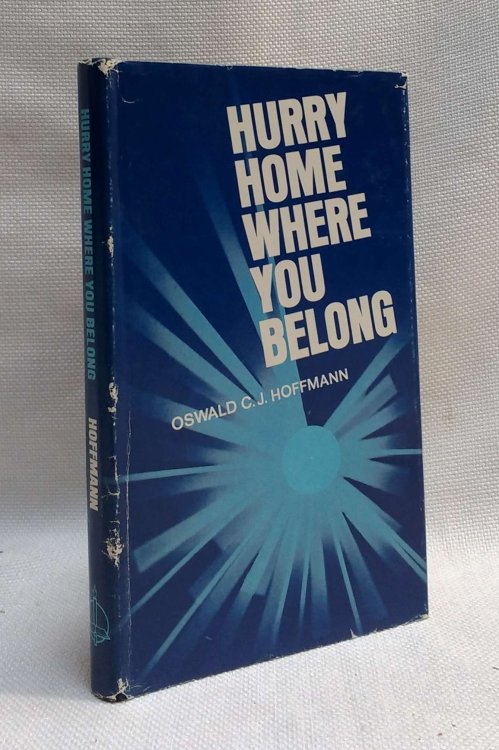 HURRY
HOME
WHERE
YOU
BELONG
OSWALD C.J. HOFFMANN
HURRY HOME WHERE YOU BELONG HOFFMANN